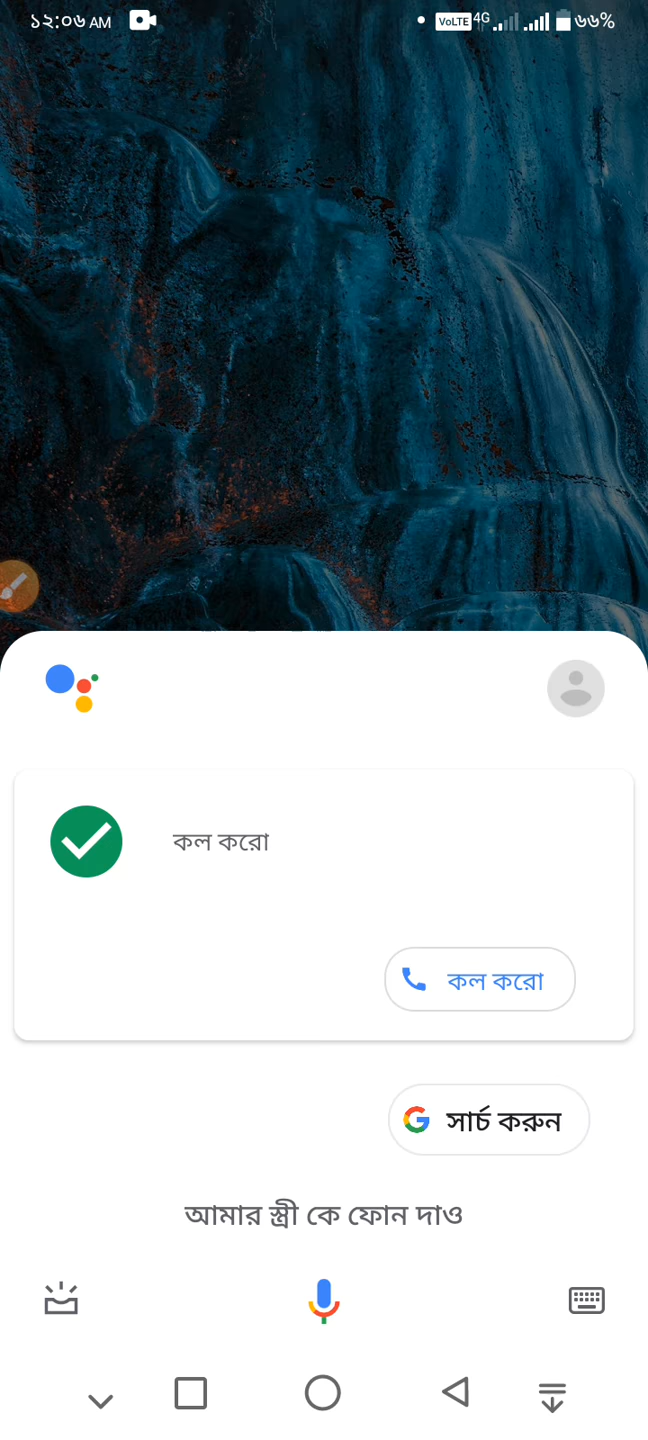 ১২:০৬ AM VoLTE 4G ৬৬%
কল করো
কল করো
সার্চ করুন
আমার স্ত্রী কে ফোন দাও